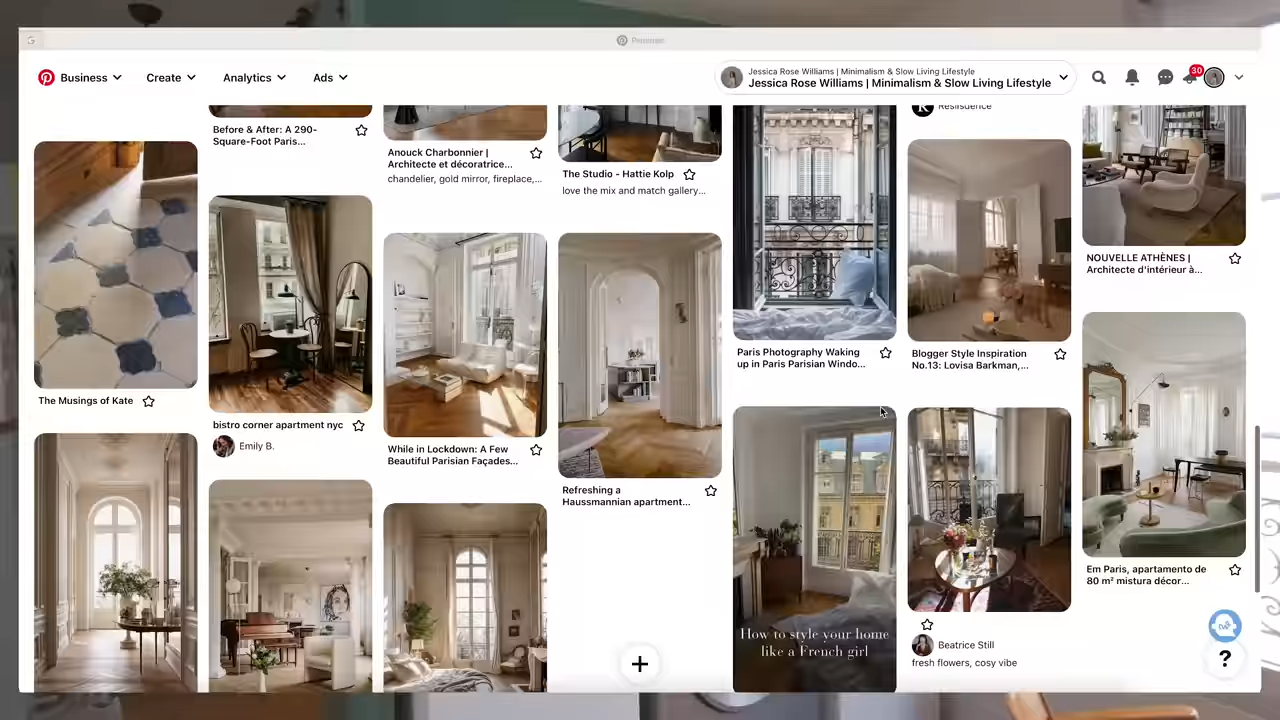 Business
Create
Analytics
Ads
Jessica Rose Williams | Minimalism & Slow Living Lifestyle
Jessica Rose Williams | Minimalism & Slow Living Lifestyle
30
The Musings of Kate
Before & After: A 290-
Square-Foot Paris...
bistro corner apartment nyc
Emily B.
Anouck Charbonnier |
Architecte et décoratrice...
chandelier, gold mirror, fireplace,...
While in Lockdown: A Few
Beautiful Parisian Façades...
The Studio - Hattie Kolp
love the mix and match gallery...
Refreshing a
Haussmannian apartment...
Paris Photography Waking
up in Paris Parisian Windo...
How to style your home
like a French girl
Blogger Style Inspiration
No.13: Lovisa Barkman,...
Beatrice Still
fresh flowers, cosy vibe
NOUVELLE ATHÈNES |
Architecte d'intérieur à...
Em Paris, apartamento de
80 m² mistura décor...
+
?